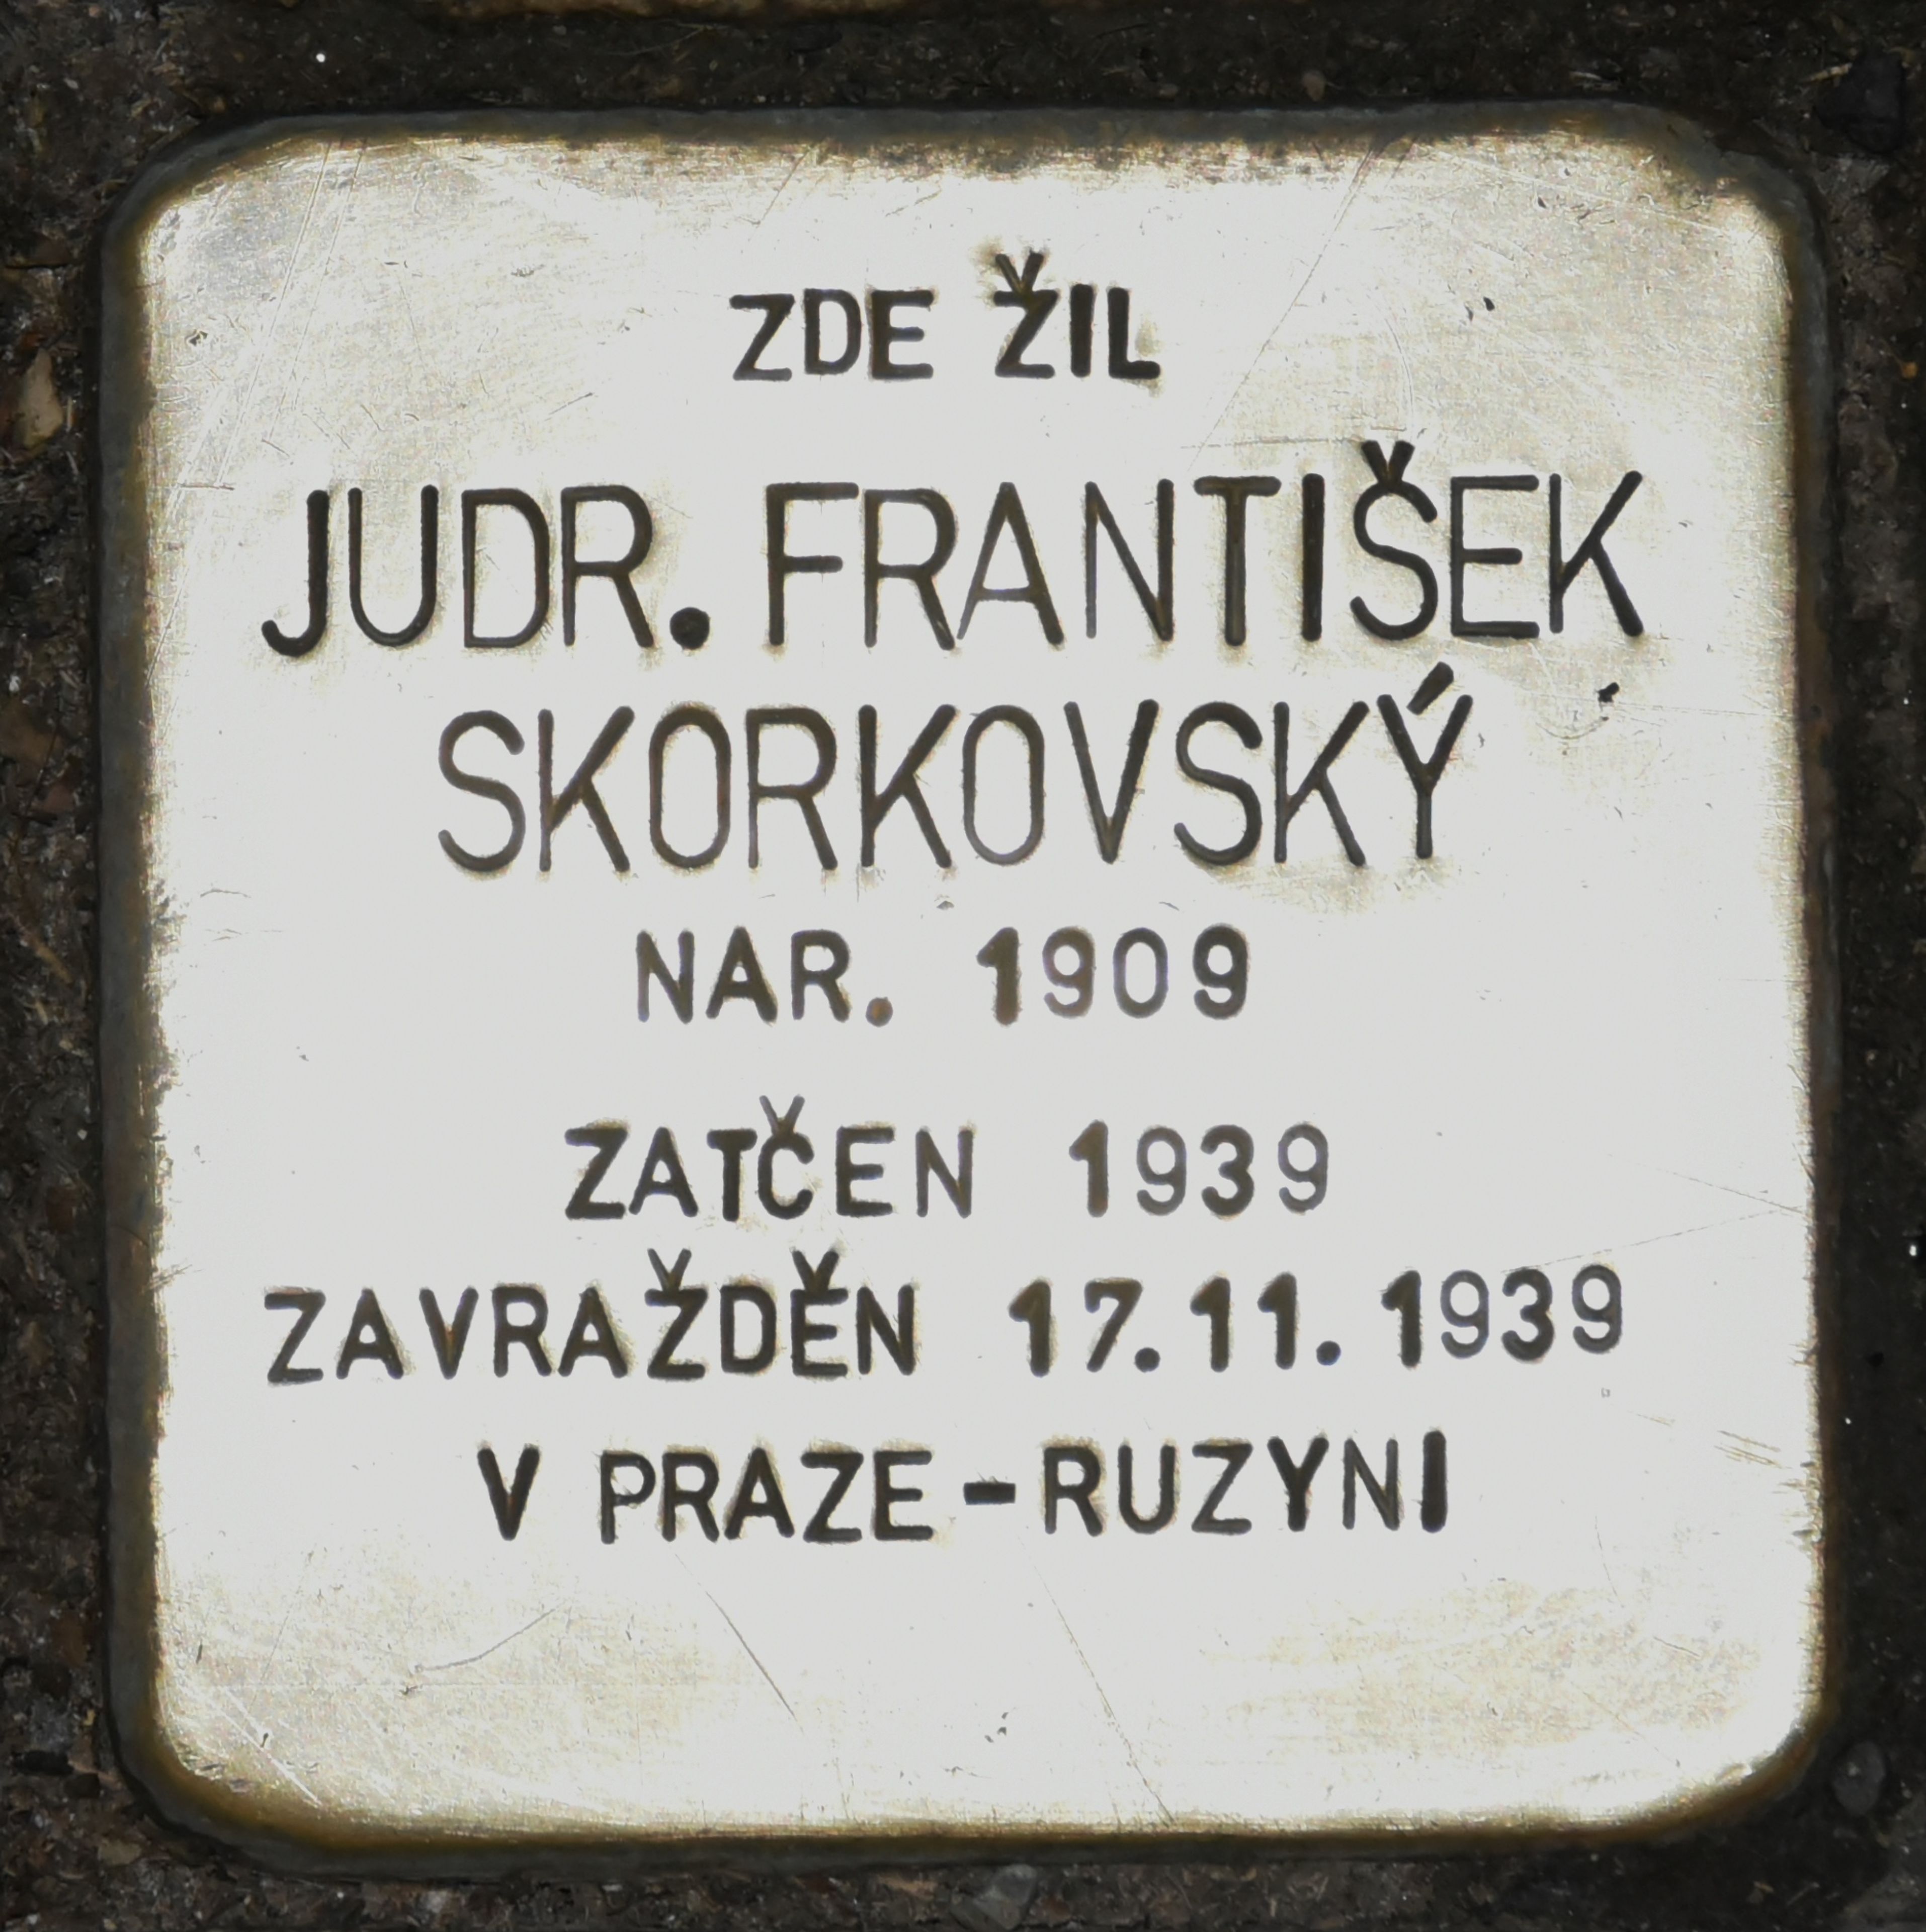 ZDE ŽIL
JUDR. FRANTIŠEK
SKORKOVSKÝ
NAR. 1909
ZATČEN 1939
ZAVRAŽDĚN 17.11.1939
V PRAZE-RUZYNI